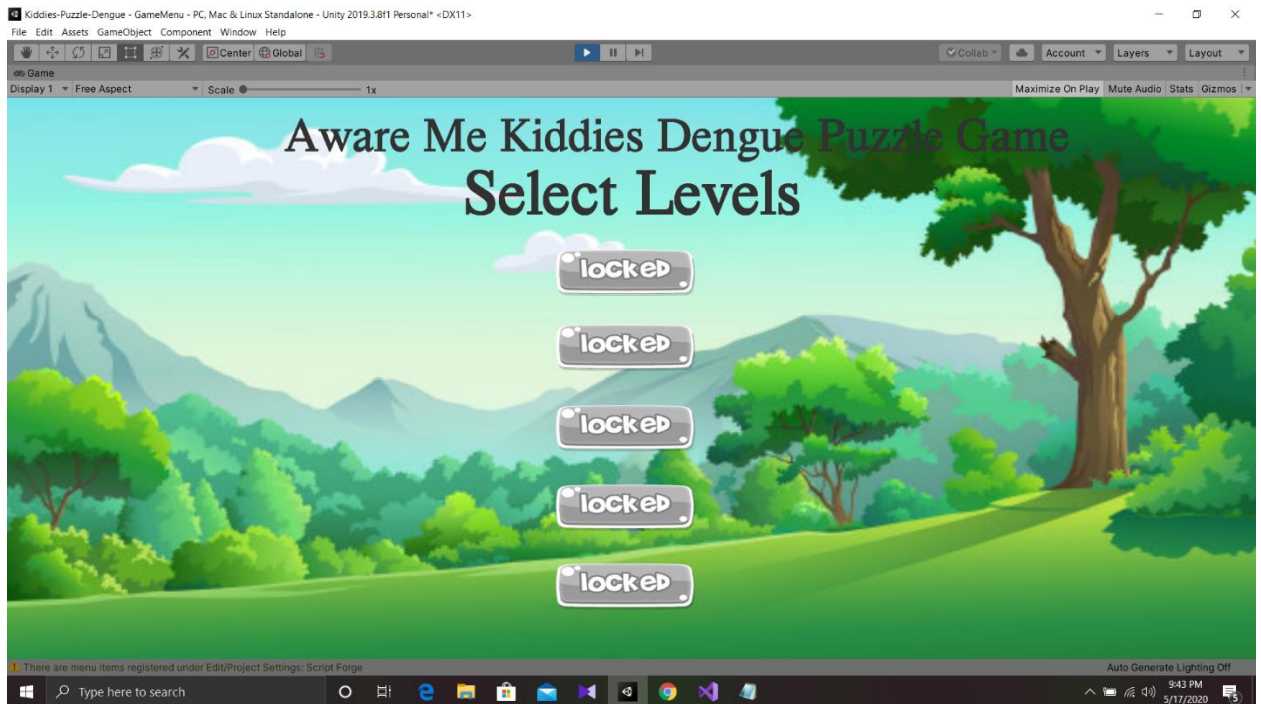 Kiddies-Puzzle-Dengue - GameMenu - PC, Mac & Linux Standalone - Unity 2019.3.8f1 Personal* <DX11>
File Edit Assets GameObject Component Window Help
Center Global Collab Account Layers Layout
Game
Display 1 Free Aspect Scale 1x Maximize On Play Mute Audio Stats Gizmos
Aware Me Kiddies Dengue Puzzle Game
Select Levels
locked
locked
locked
locked
locked
There are menu items registered under Edit/Project Settings: Script Forge Auto Generate Lighting Off
Type here to search 9:43 PM
5/17/2020 5